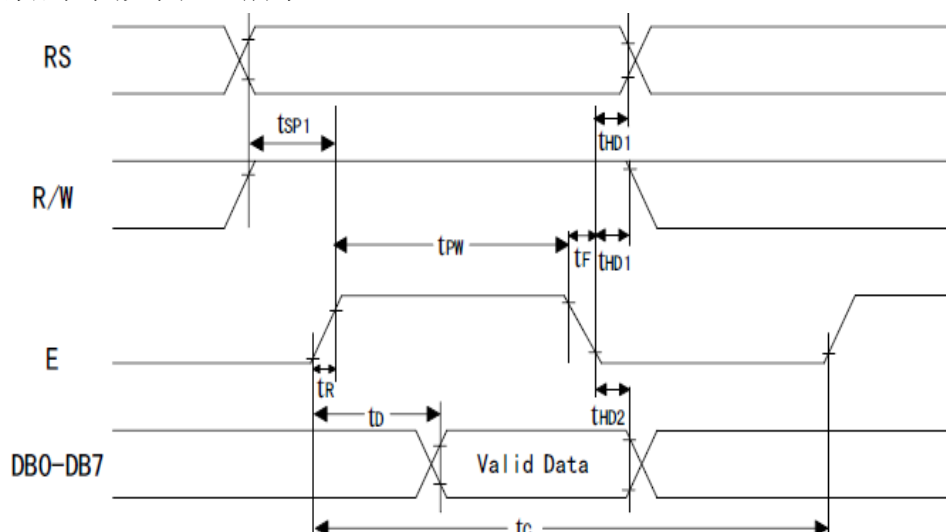 RS
tSP1
tHD1
R/W
tPW
tF
tHD1
E
tR
tD
tHD2
DB0-DB7
Valid Data
tC